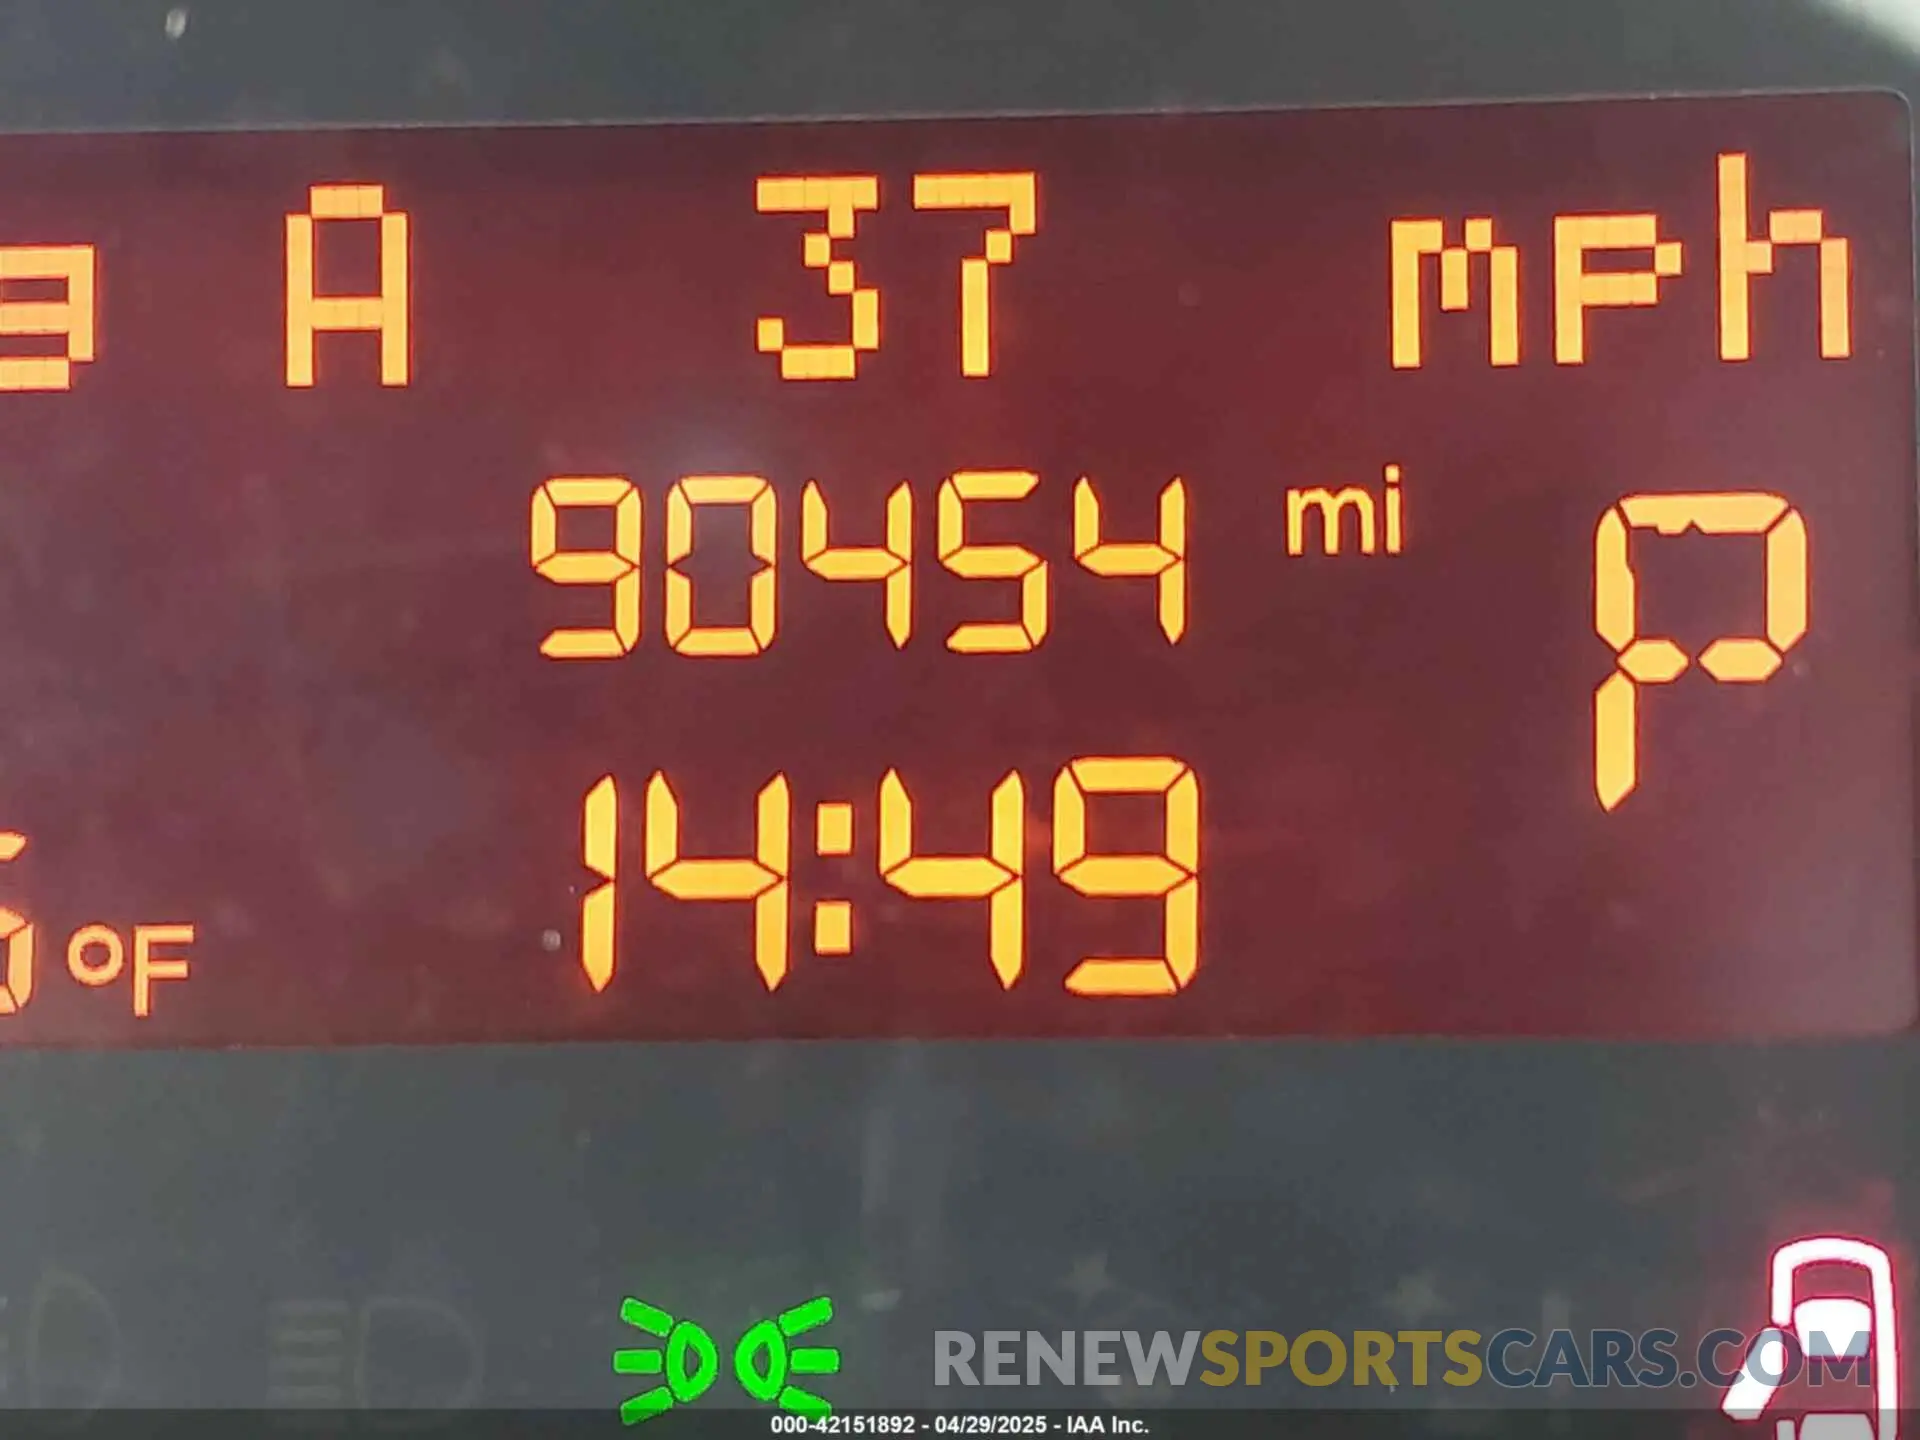 A 37 mph
90454 mi
P
14:49
°F
RENEWSPORTSCARS.COM
000-42151892 - 04/29/2025 - IAA Inc.